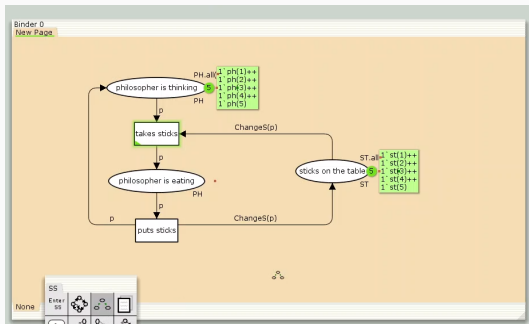 Binder 0
New Page
PH.all(
1`ph(1)++
1`ph(2)++
1`ph(3)++
1`ph(4)++
1`ph(5)
philosopher is thinking
5
PH
p
takes sticks
ChangeS(p)
p
ST.all
1`st(1)++
1`st(2)++
1`st(3)++
1`st(4)++
1`st(5)
sticks on the table
5
ST
philosopher is eating
PH
p
p
ChangeS(p)
puts sticks
SS
Enter
SS
None